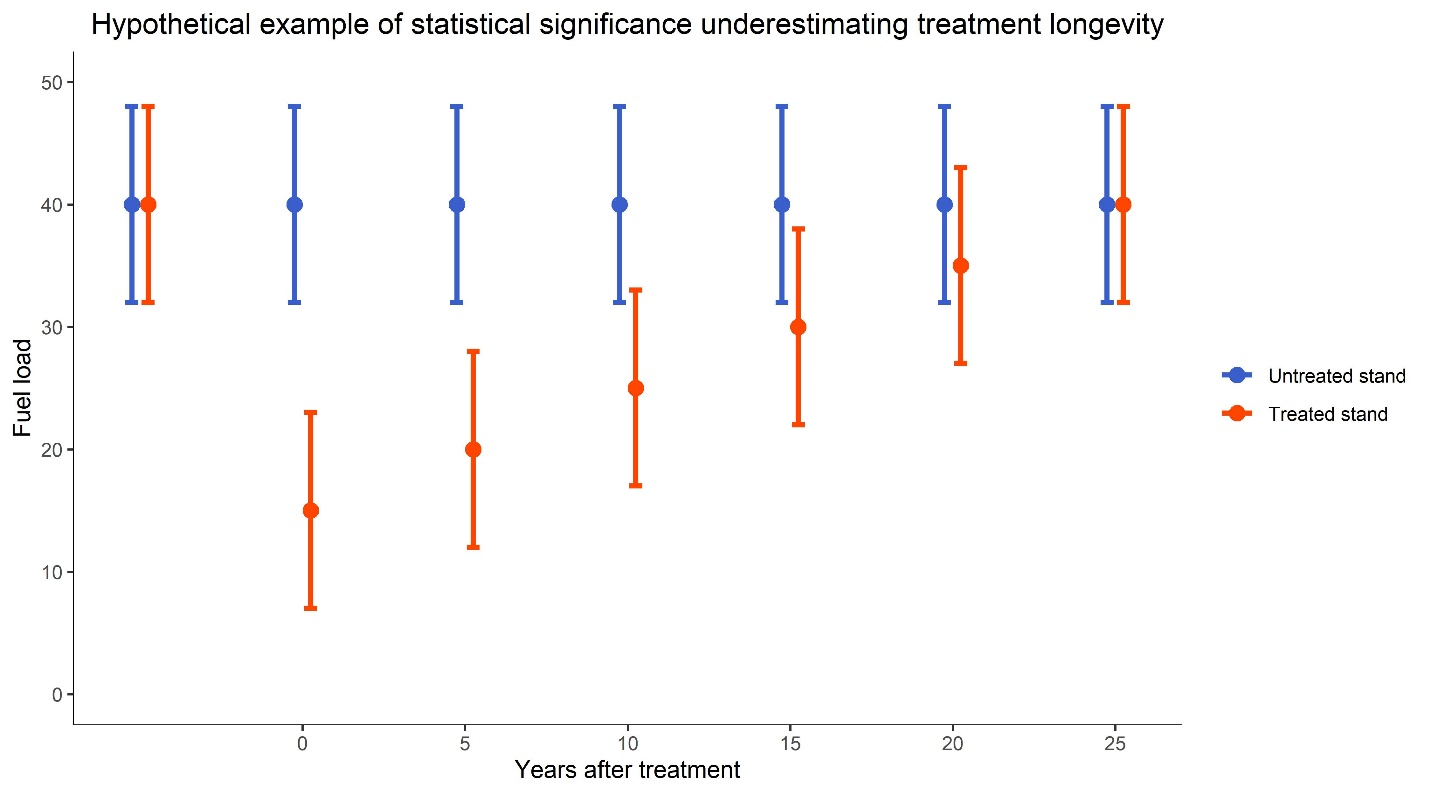 Hypothetical example of statistical significance underestimating treatment longevity
50
40
30
20
10
0
Fuel load
0 5 10 15 20 25
Years after treatment
Untreated stand
Treated stand